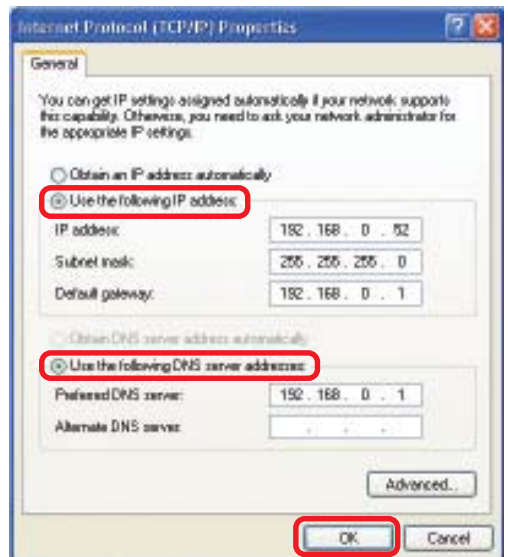 Internet Protocol (TCP/IP) Properties
General
You can get IP settings assigned automatically if your network supports
this capability. Otherwise, you need to ask your network administrator for
the appropriate IP settings.
Obtain an IP address automatically
Use the following IP address:
IP address: 192 . 168 . 0 . 52
Subnet mask: 255 . 255 . 255 . 0
Default gateway: 192 . 168 . 0 . 1
Obtain DNS server address automatically
Use the following DNS server addresses:
Preferred DNS server: 192 . 168 . 0 . 1
Alternate DNS server: . . .
Advanced...
OK Cancel